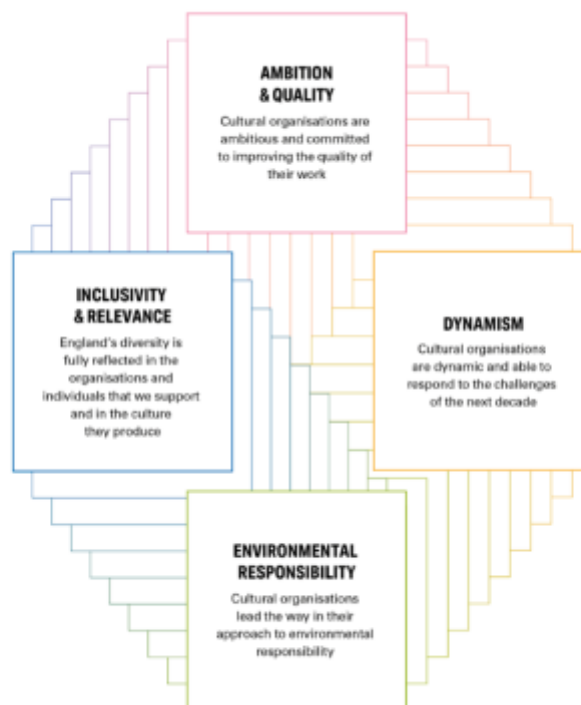 AMBITION
& QUALITY
Cultural organisations are
ambitious and committed
to improving the quality of
their work
INCLUSIVITY
& RELEVANCE
England's diversity is
fully reflected in the
organisations and
individuals that we support
and in the culture
they produce
DYNAMISM
Cultural organisations
are dynamic and able to
respond to the challenges
of the next decade
ENVIRONMENTAL
RESPONSIBILITY
Cultural organisations
lead the way in their
approach to environmental
responsibility